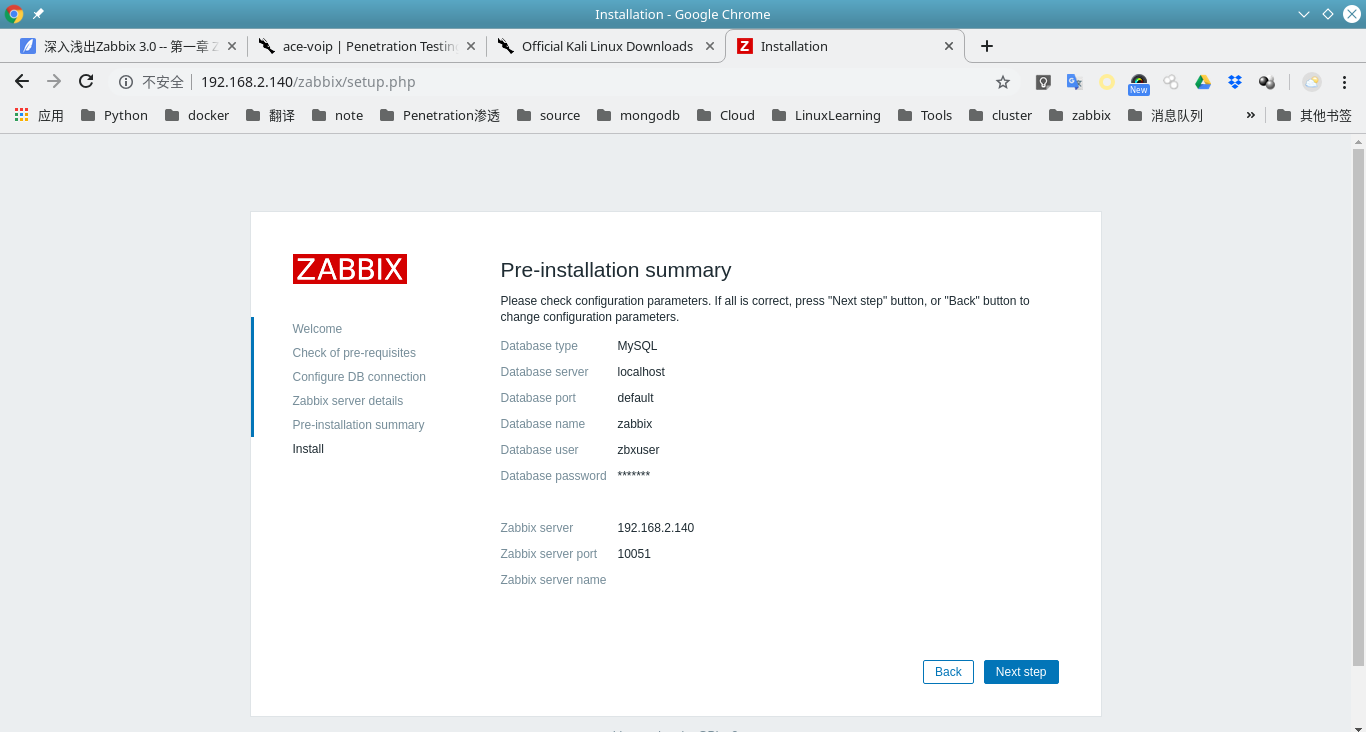 Installation - Google Chrome
深入浅出Zabbix 3.0 -- 第一章 Z
ace-voip | Penetration Testing
Official Kali Linux Downloads
Installation
不安全 192.168.2.140/zabbix/setup.php
New
应用 Python docker 翻译 note Penetration渗透 source mongodb Cloud LinuxLearning Tools cluster zabbix 消息队列 » 其他书签
ZABBIX
Welcome
Check of pre-requisites
Configure DB connection
Zabbix server details
Pre-installation summary
Install
Pre-installation summary
Please check configuration parameters. If all is correct, press "Next step" button, or "Back" button to
change configuration parameters.
Database type MySQL
Database server localhost
Database port default
Database name zabbix
Database user zbxuser
Database password *******
Zabbix server 192.168.2.140
Zabbix server port 10051
Zabbix server name
Back Next step